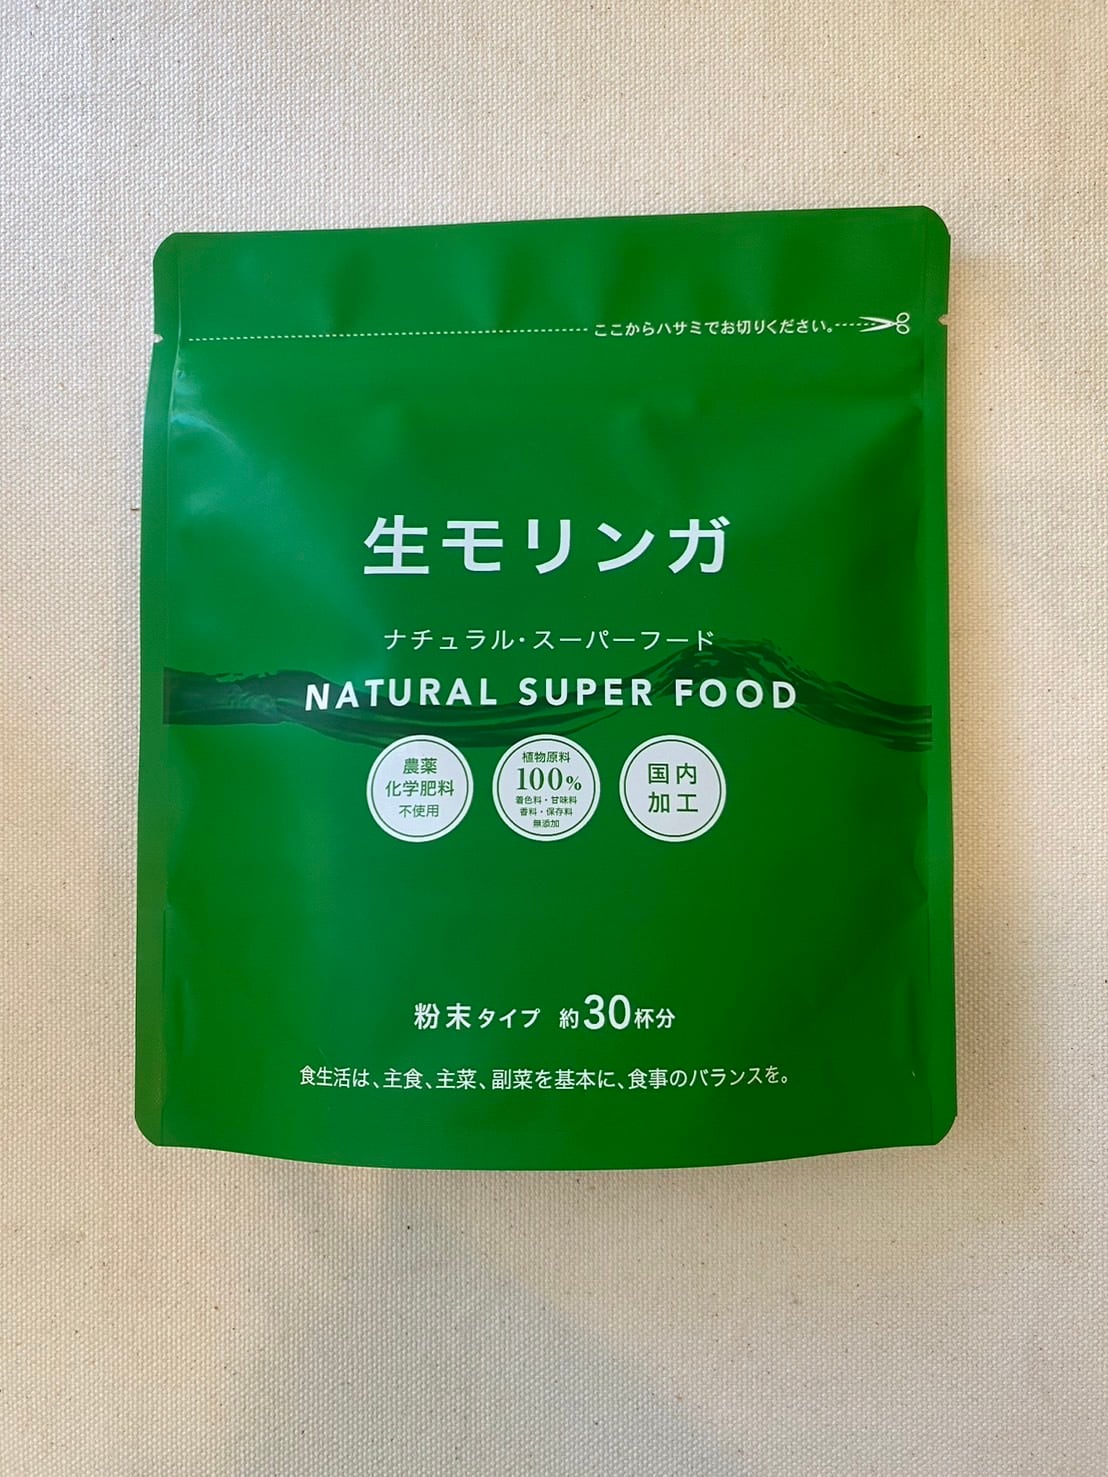 ここからハサミでお切りください。
生モリンガ
ナチュラル・スーパーフード
NATURAL SUPER FOOD
農薬
化学肥料
不使用
植物原料
100%
着色料・甘味料
香料・保存料
無添加
国内
加工
粉末タイプ 約30杯分
食生活は、主食、主菜、副菜を基本に、食事のバランスを。